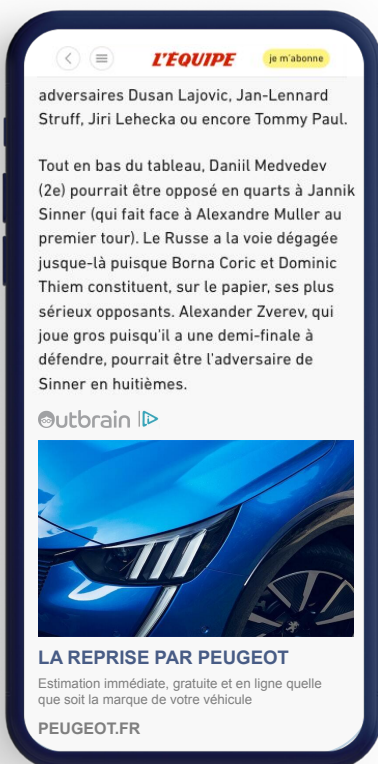 L'ÉQUIPE
je m'abonne
adversaires Dusan Lajovic, Jan-Lennard
Struff, Jiri Lehecka ou encore Tommy Paul.
Tout en bas du tableau, Daniil Medvedev
(2e) pourrait être opposé en quarts à Jannik
Sinner (qui fait face à Alexandre Muller au
premier tour). Le Russe a la voie dégagée
jusque-là puisque Borna Coric et Dominic
Thiem constituent, sur le papier, ses plus
sérieux opposants. Alexander Zverev, qui
joue gros puisqu'il a une demi-finale à
défendre, pourrait être l'adversaire de
Sinner en huitièmes.
Outbrain
LA REPRISE PAR PEUGEOT
Estimation immédiate, gratuite et en ligne quelle
que soit la marque de votre véhicule
PEUGEOT.FR